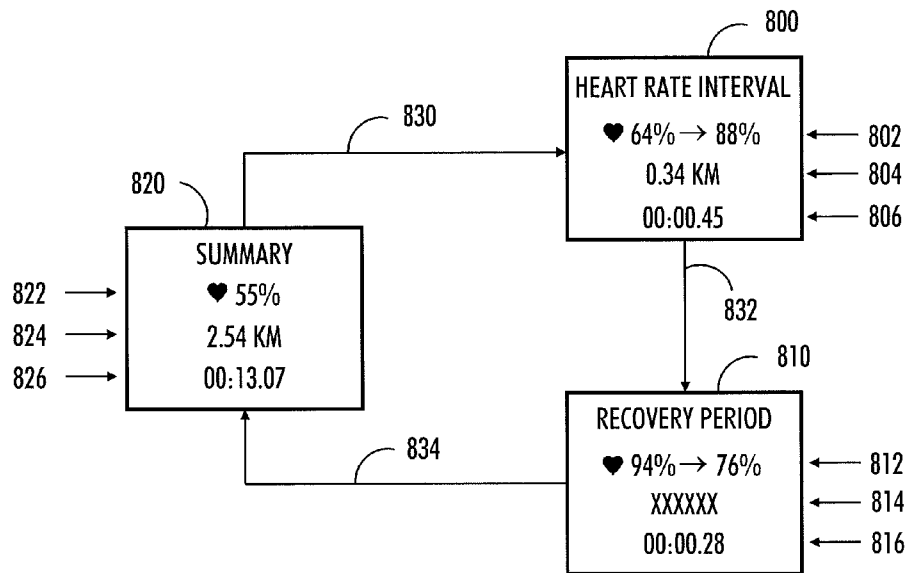 800
HEART RATE INTERVAL
♥ 64% → 88%
802
0.34 KM
804
00:00.45
806
830
820
SUMMARY
822
♥ 55%
824
2.54 KM
826
00:13.07
832
810
RECOVERY PERIOD
♥ 94% → 76%
812
XXXXXX
814
00:00.28
816
834